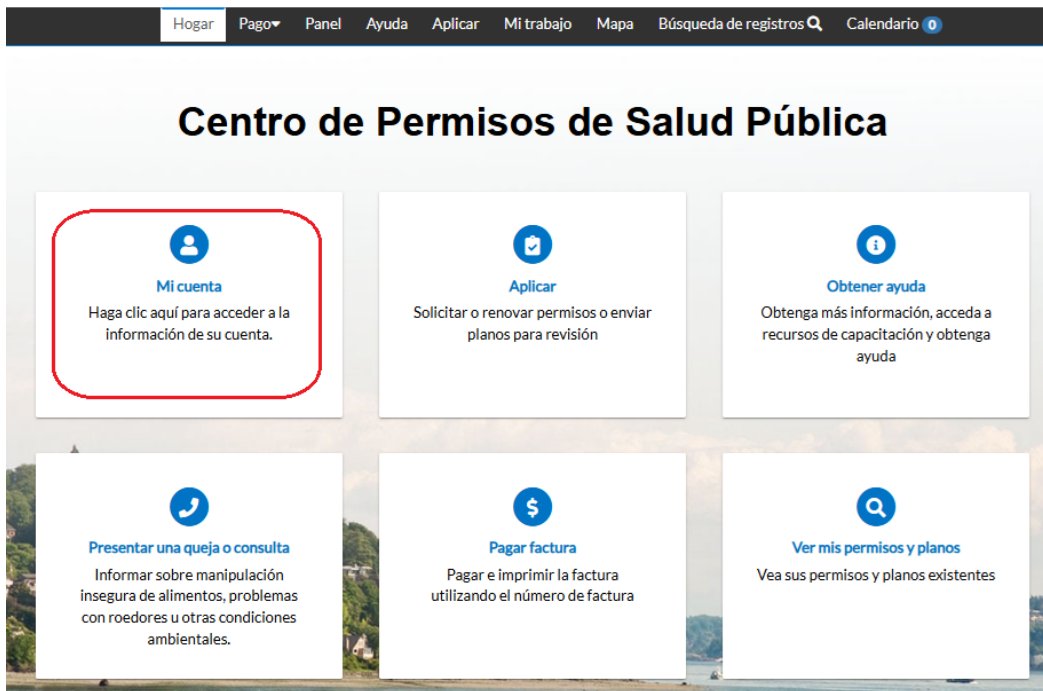 Hogar Pago Panel Ayuda Aplicar Mi trabajo Mapa Búsqueda de registros Calendario 0
Centro de Permisos de Salud Pública
Mi cuenta
Haga clic aquí para acceder a la
información de su cuenta.
Aplicar
Solicitar o renovar permisos o enviar
planos para revisión
Obtener ayuda
Obtenga más información, acceda a
recursos de capacitación y obtenga
ayuda
Presentar una queja o consulta
Informar sobre manipulación
insegura de alimentos, problemas
con roedores u otras condiciones
ambientales.
Pagar factura
Pagar e imprimir la factura
utilizando el número de factura
Ver mis permisos y planos
Vea sus permisos y planos existentes